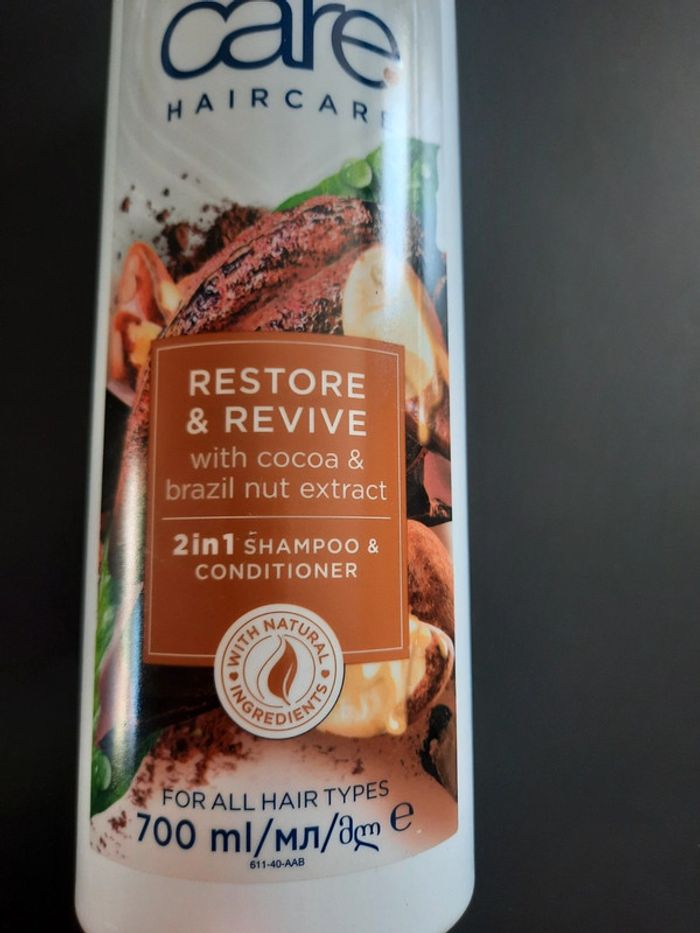 care
HAIRCARE
RESTORE
& REVIVE
with cocoa &
brazil nut extract
2in1 SHAMPOO &
CONDITIONER
WITH NATURAL
INGREDIENTS
FOR ALL HAIR TYPES
700 ml/мл/მლ e
611-40-AAB